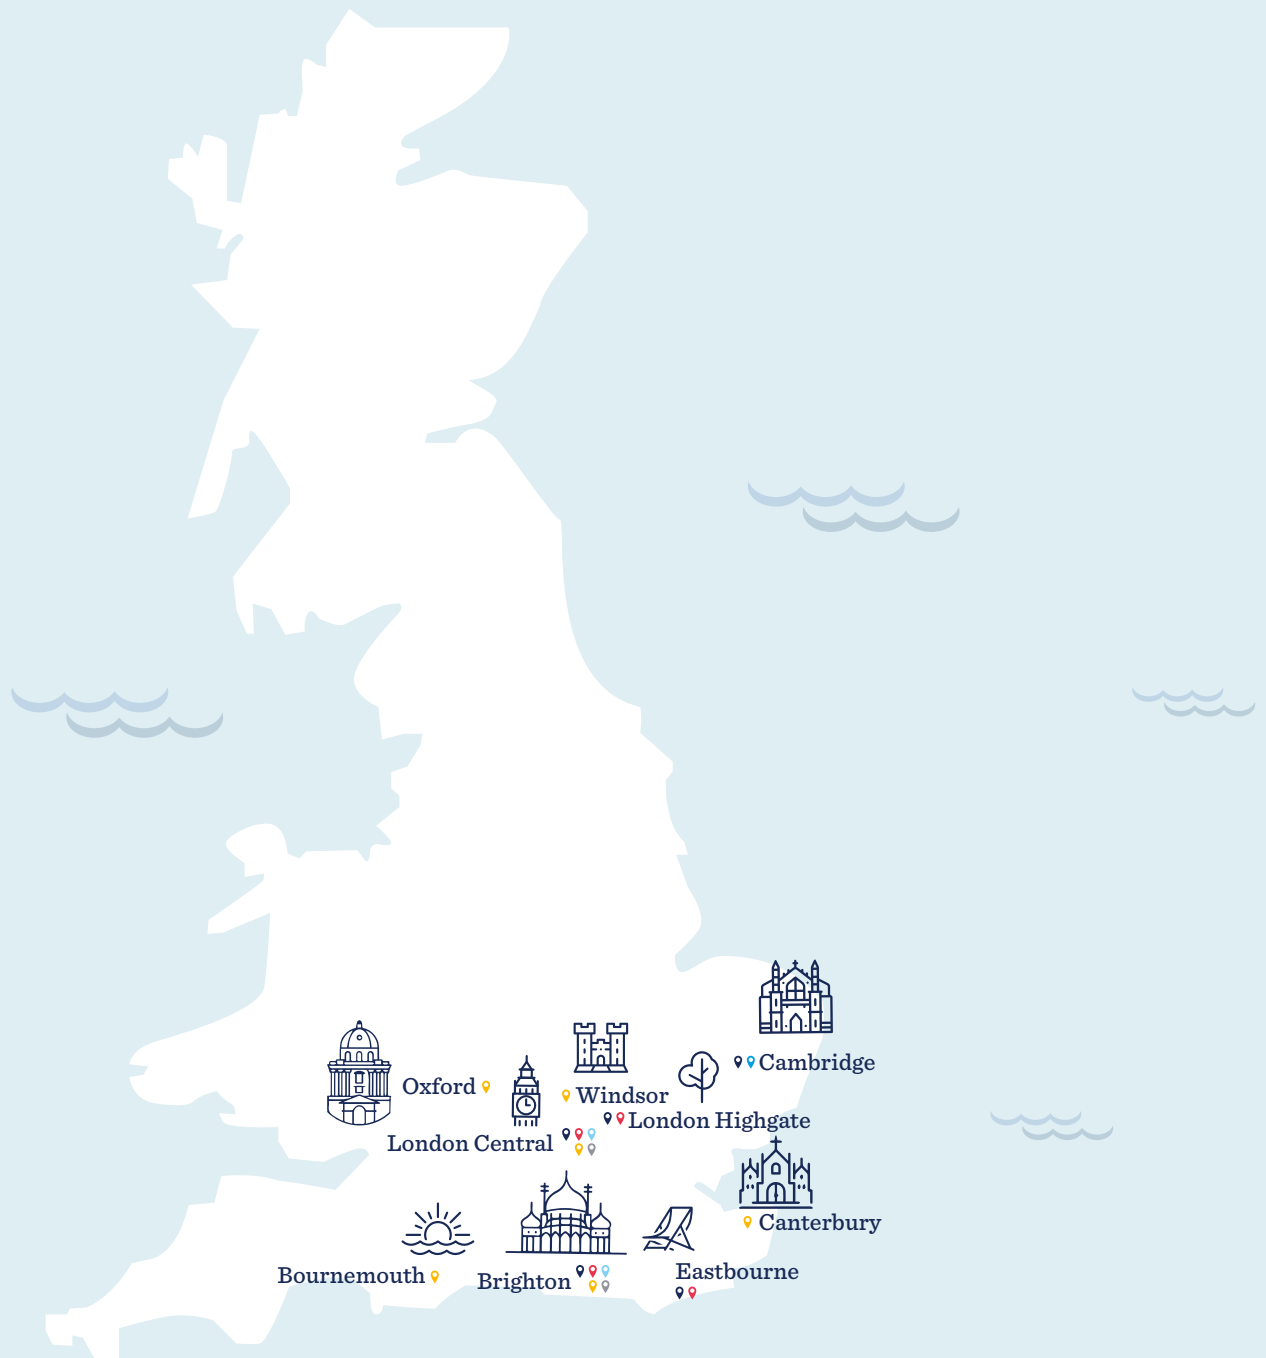 Cambridge
Oxford
Windsor
London Highgate
London Central
Canterbury
Eastbourne
Bournemouth
Brighton